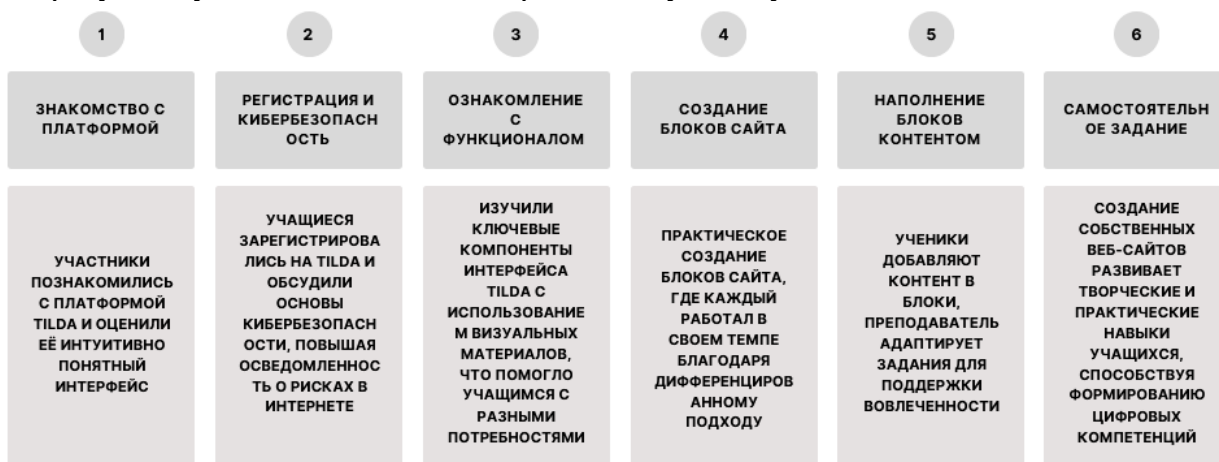 1
2
3
4
5
6
ЗНАКОМСТВО С
ПЛАТФОРМОЙ
РЕГИСТРАЦИЯ И
КИБЕРБЕЗОПАСН
ОСТЬ
ОЗНАКОМЛЕНИЕ
С
ФУНКЦИОНАЛОМ
СОЗДАНИЕ
БЛОКОВ САЙТА
НАПОЛНЕНИЕ
БЛОКОВ
КОНТЕНТОМ
САМОСТОЯТЕЛЬН
ОЕ ЗАДАНИЕ
УЧАСТНИКИ
ПОЗНАКОМИЛИСЬ
С ПЛАТФОРМОЙ
TILDA И ОЦЕНИЛИ
ЕЁ ИНТУИТИВНО
ПОНЯТНЫЙ
ИНТЕРФЕЙС
УЧАЩИЕСЯ
ЗАРЕГИСТРИРОВА
ЛИСЬ НА TILDA И
ОБСУДИЛИ
ОСНОВЫ
КИБЕРБЕЗОПАСН
ОСТИ, ПОВЫШАЯ
ОСВЕДОМЛЕННОС
ТЬ О РИСКАХ В
ИНТЕРНЕТЕ
ИЗУЧИЛИ
КЛЮЧЕВЫЕ
КОМПОНЕНТЫ
ИНТЕРФЕЙСА
TILDA С
ИСПОЛЬЗОВАНИЕ
М ВИЗУАЛЬНЫХ
МАТЕРИАЛОВ,
ЧТО ПОМОГЛО
УЧАЩИМСЯ С
РАЗНЫМИ
ПОТРЕБНОСТЯМИ
ПРАКТИЧЕСКОЕ
СОЗДАНИЕ
БЛОКОВ САЙТА,
ГДЕ КАЖДЫЙ
РАБОТАЛ В
СВОЕМ ТЕМПЕ
БЛАГОДАРЯ
ДИФФЕРЕНЦИРОВ
АННОМУ
ПОДХОДУ
УЧЕНИКИ
ДОБАВЛЯЮТ
КОНТЕНТ В
БЛОКИ,
ПРЕПОДАВАТЕЛЬ
АДАПТИРУЕТ
ЗАДАНИЯ ДЛЯ
ПОДДЕРЖКИ
ВОВЛЕЧЕННОСТИ
СОЗДАНИЕ
СОБСТВЕННЫХ
ВЕБ-САЙТОВ
РАЗВИВАЕТ
ТВОРЧЕСКИЕ И
ПРАКТИЧЕСКИЕ
НАВЫКИ
УЧАЩИХСЯ,
СПОСОБСТВУЯ
ФОРМИРОВАНИЮ
ЦИФРОВЫХ
КОМПЕТЕНЦИЙ